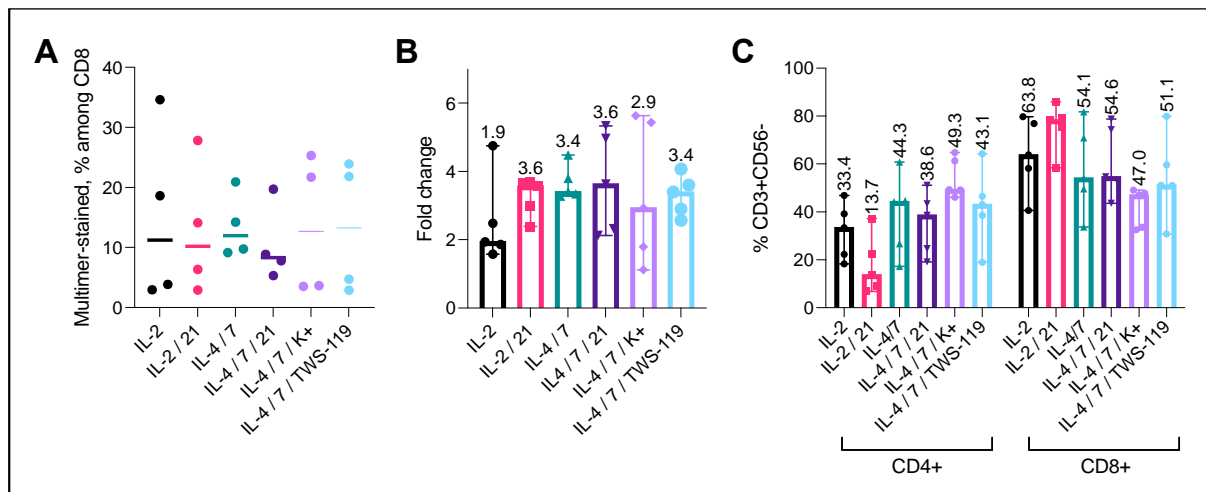 A
Multimer-stained, % among CD8
40
30
20
10
0
IL-2
IL-2 / 21
IL-4 / 7
IL-4 / 7 / 21
IL-4 / 7 / K+
IL-4 / 7 / TWS-119
B
Fold change
6
4
2
0
1.9
3.6
3.4
3.6
2.9
3.4
IL-2
IL-2 / 21
IL-4 / 7
IL4 / 7 / 21
IL-4 / 7 / K+
IL-4 / 7 / TWS-119
C
% CD3+CD56-
100
80
60
40
20
0
33.4
13.7
44.3
38.6
49.3
43.1
63.8
54.1
54.6
47.0
51.1
IL-2
IL-2 / 21
IL-4/7
IL-4 / 7 / 21
IL-4 / 7 / K+
IL-4 / 7 / TWS-119
IL-2
IL-2 / 21
IL-4/7
IL-4 / 7 / 21
IL-4 / 7 / K+
IL-4 / 7 / TWS-119
CD4+
CD8+